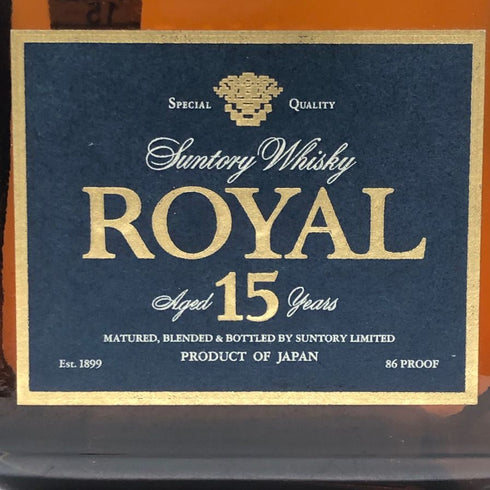 SPECIAL QUALITY
Suntory Whisky
ROYAL
Aged 15 Years
MATURED, BLENDED & BOTTLED BY SUNTORY LIMITED
PRODUCT OF JAPAN
Est. 1899 86 PROOF